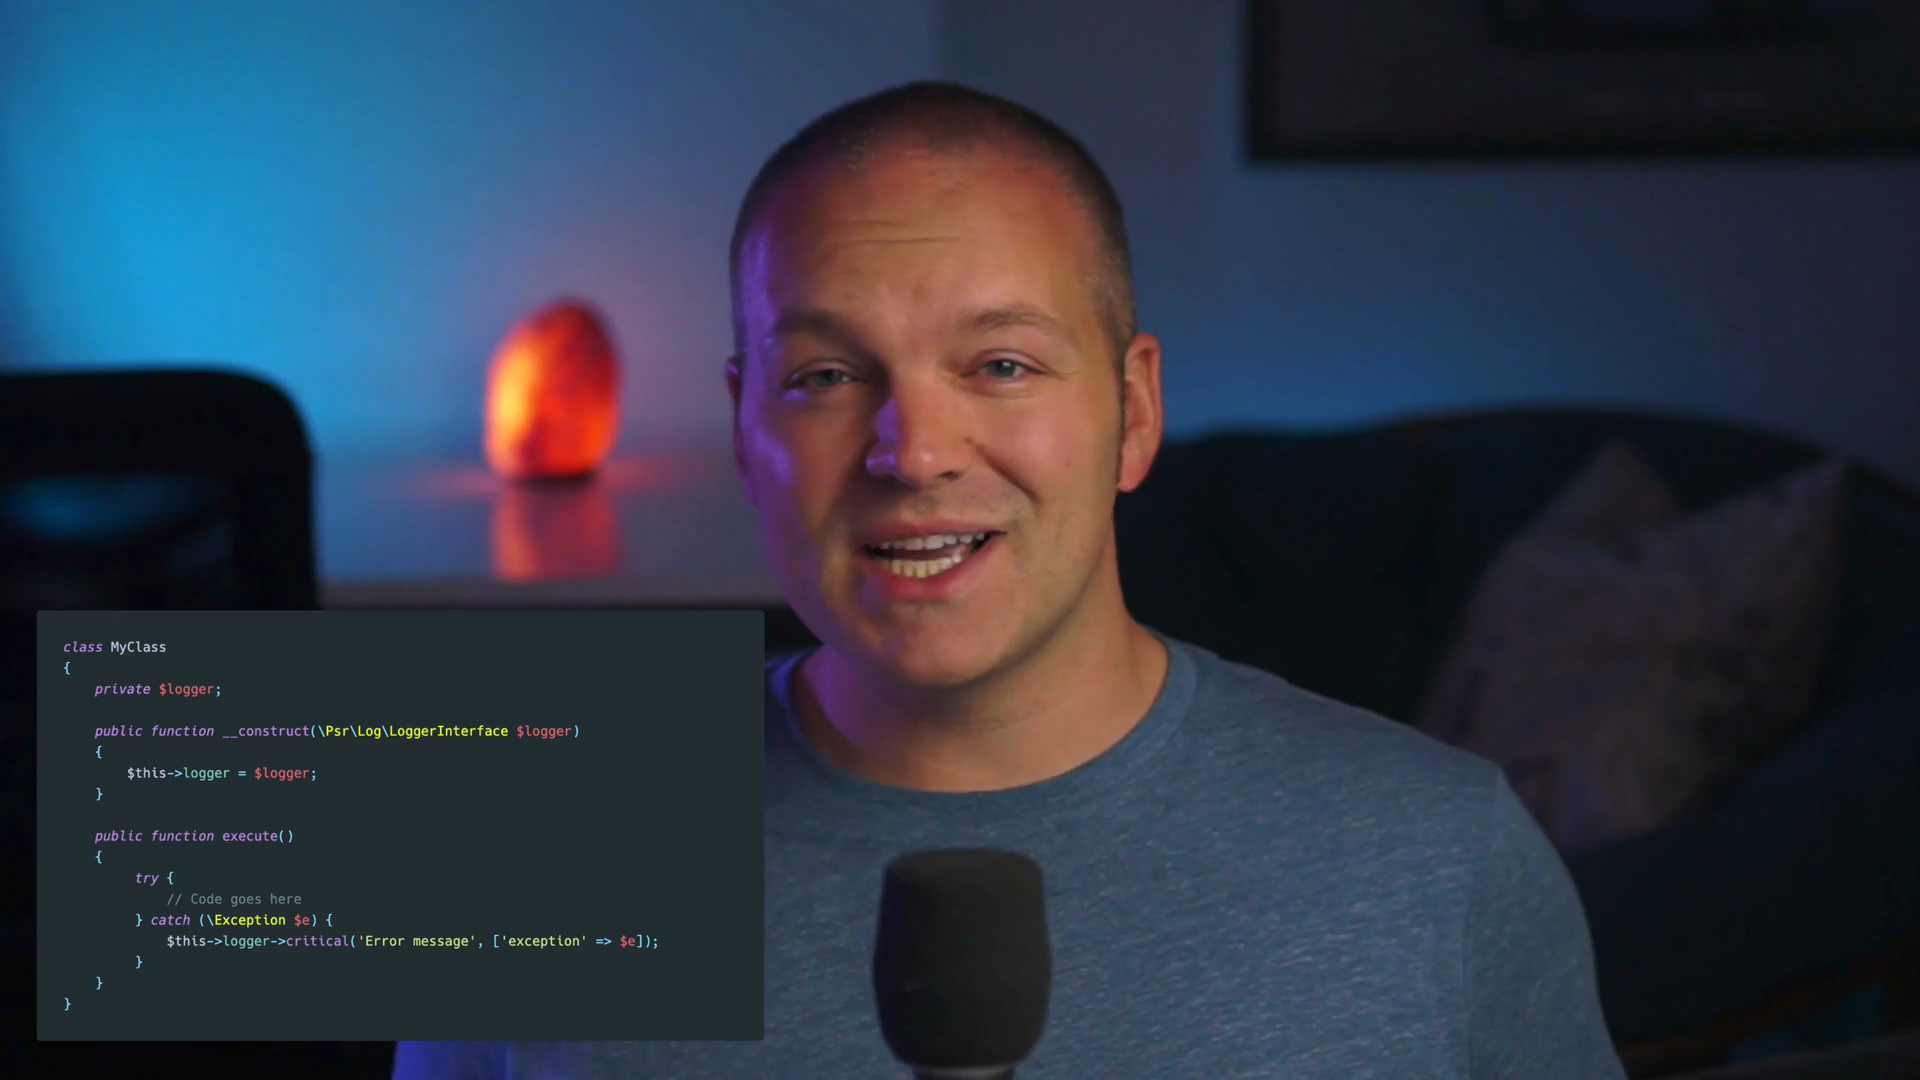 class MyClass
{
    private $logger;

    public function __construct(\Psr\Log\LoggerInterface $logger)
    {
        $this->logger = $logger;
    }

    public function execute()
    {
         try {
             // Code goes here
         } catch (\Exception $e) {
             $this->logger->critical('Error message', ['exception' => $e]);
         }
    }
}